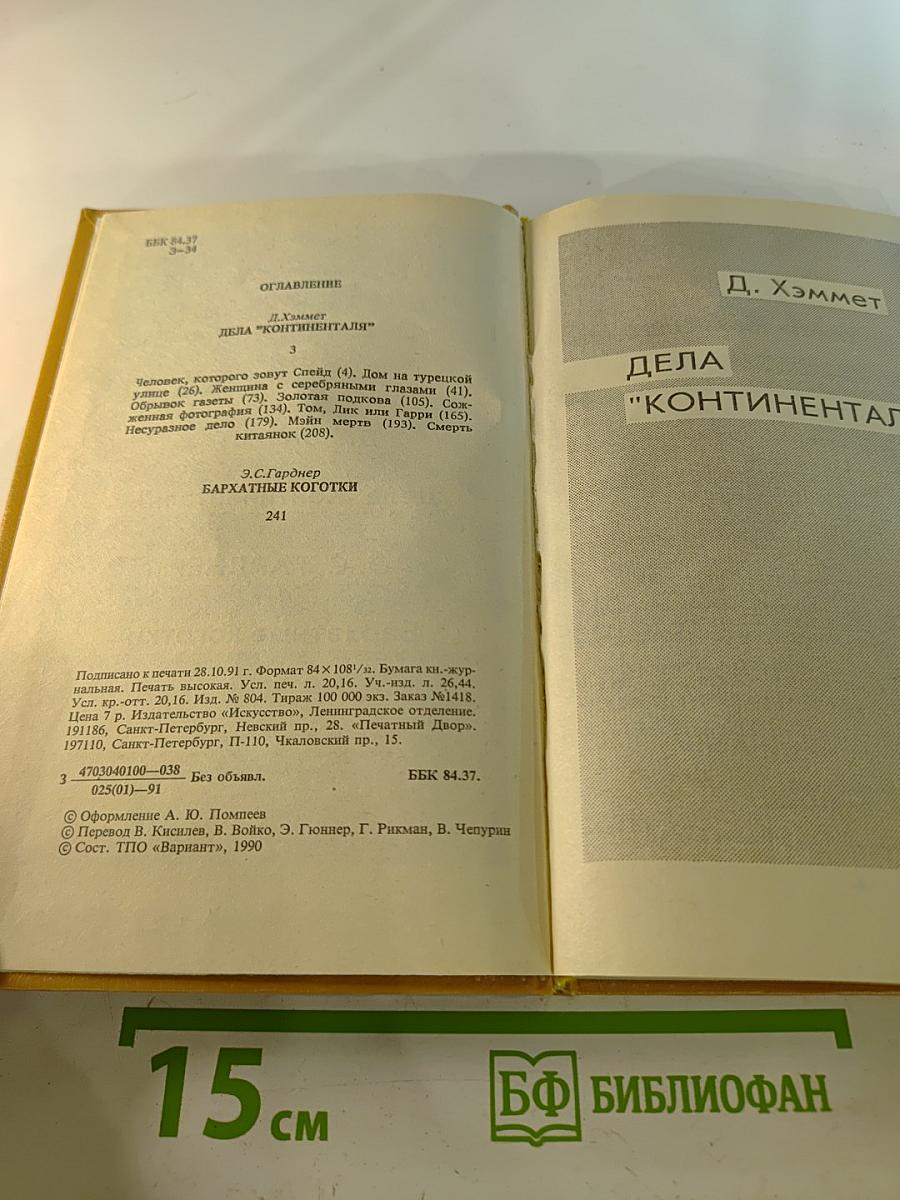 ББК 84.37
Э—34
ОГЛАВЛЕНИЕ
Д.Хэммет
ДЕЛА "КОНТИНЕНТАЛЯ"
3
Человек, которого зовут Спейд (4). Дом на турецкой
улице (26). Женщина с серебряными глазами (41).
Обрывок газеты (73). Золотая подкова (105). Сож-
женная фотография (134). Том, Лик или Гарри (165).
Несуразное дело (179). Мэйн мертв (193). Смерть
китаянок (208).
Э.С.Гарднер
БАРХАТНЫЕ КОГОТКИ
241
Подписано к печати 28.10.91 г. Формат 84×108¹/₃₂. Бумага кн.-жур-
нальная. Печать высокая. Усл. печ. л. 20,16. Уч.-изд. л. 26,44.
Усл. кр.-отт. 20,16. Изд. № 804. Тираж 100 000 экз. Заказ №1418.
Цена 7 р. Издательство «Искусство», Ленинградское отделение.
191186, Санкт-Петербург, Невский пр., 28. «Печатный Двор».
197110, Санкт-Петербург, П-110, Чкаловский пр., 15.
З 4703040100—038 Без объявл. ББК 84.37.
025(01)—91
© Оформление А. Ю. Помпеев
© Перевод В. Кисилев, В. Войко, Э. Гюннер, Г. Рикман, В. Чепурин
© Сост. ТПО «Вариант», 1990
Д. Хэммет
ДЕЛА
"КОНТИНЕНТАЛ
15 см
БФ БИБЛИОФАН